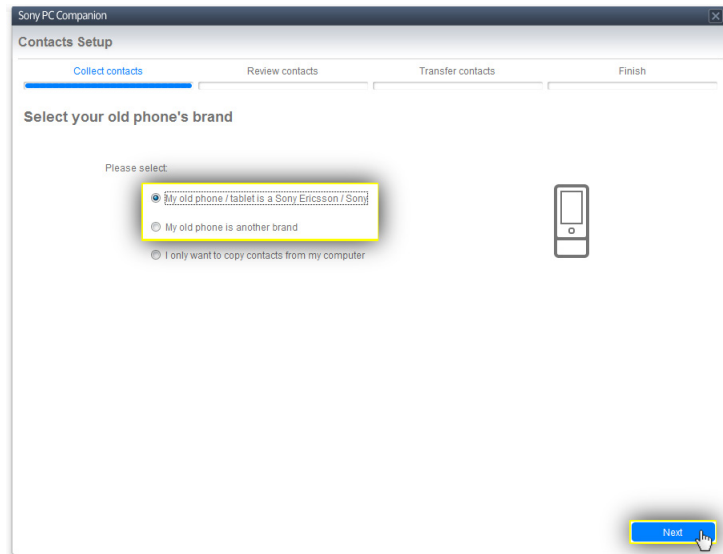 Sony PC Companion
Contacts Setup
Collect contacts
Review contacts
Transfer contacts
Finish
Select your old phone's brand
Please select:
My old phone / tablet is a Sony Ericsson / Sony
My old phone is another brand
I only want to copy contacts from my computer
Next